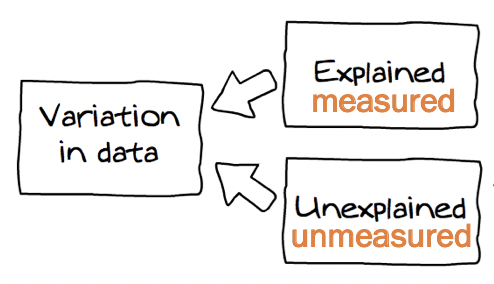 Variation
in data
Explained
measured
Unexplained
unmeasured